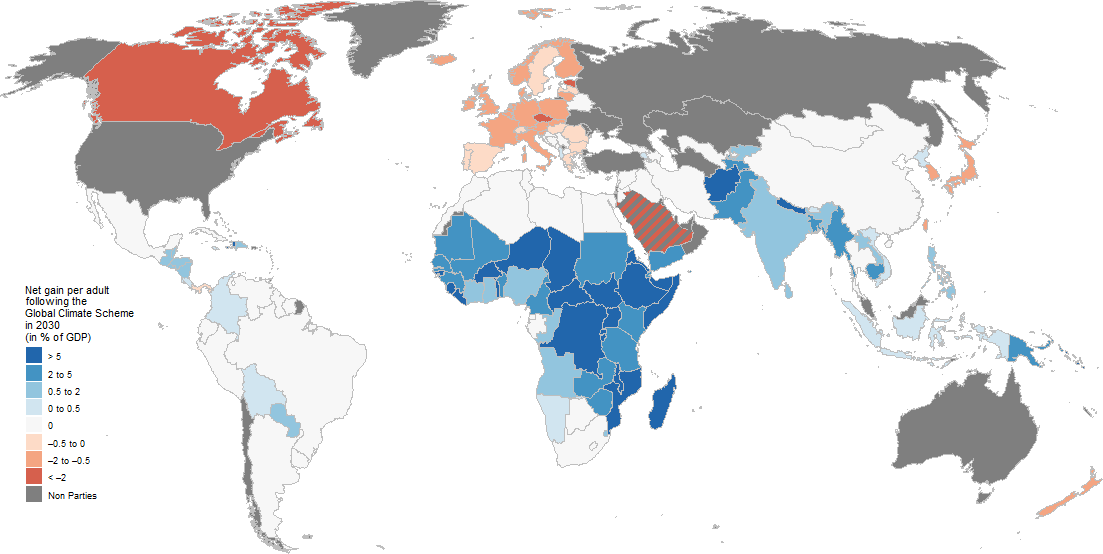 Net gain per adult
following the
Global Climate Scheme
in 2030
(in % of GDP)
> 5
2 to 5
0.5 to 2
0 to 0.5
0
–0.5 to 0
–2 to –0.5
< –2
Non Parties